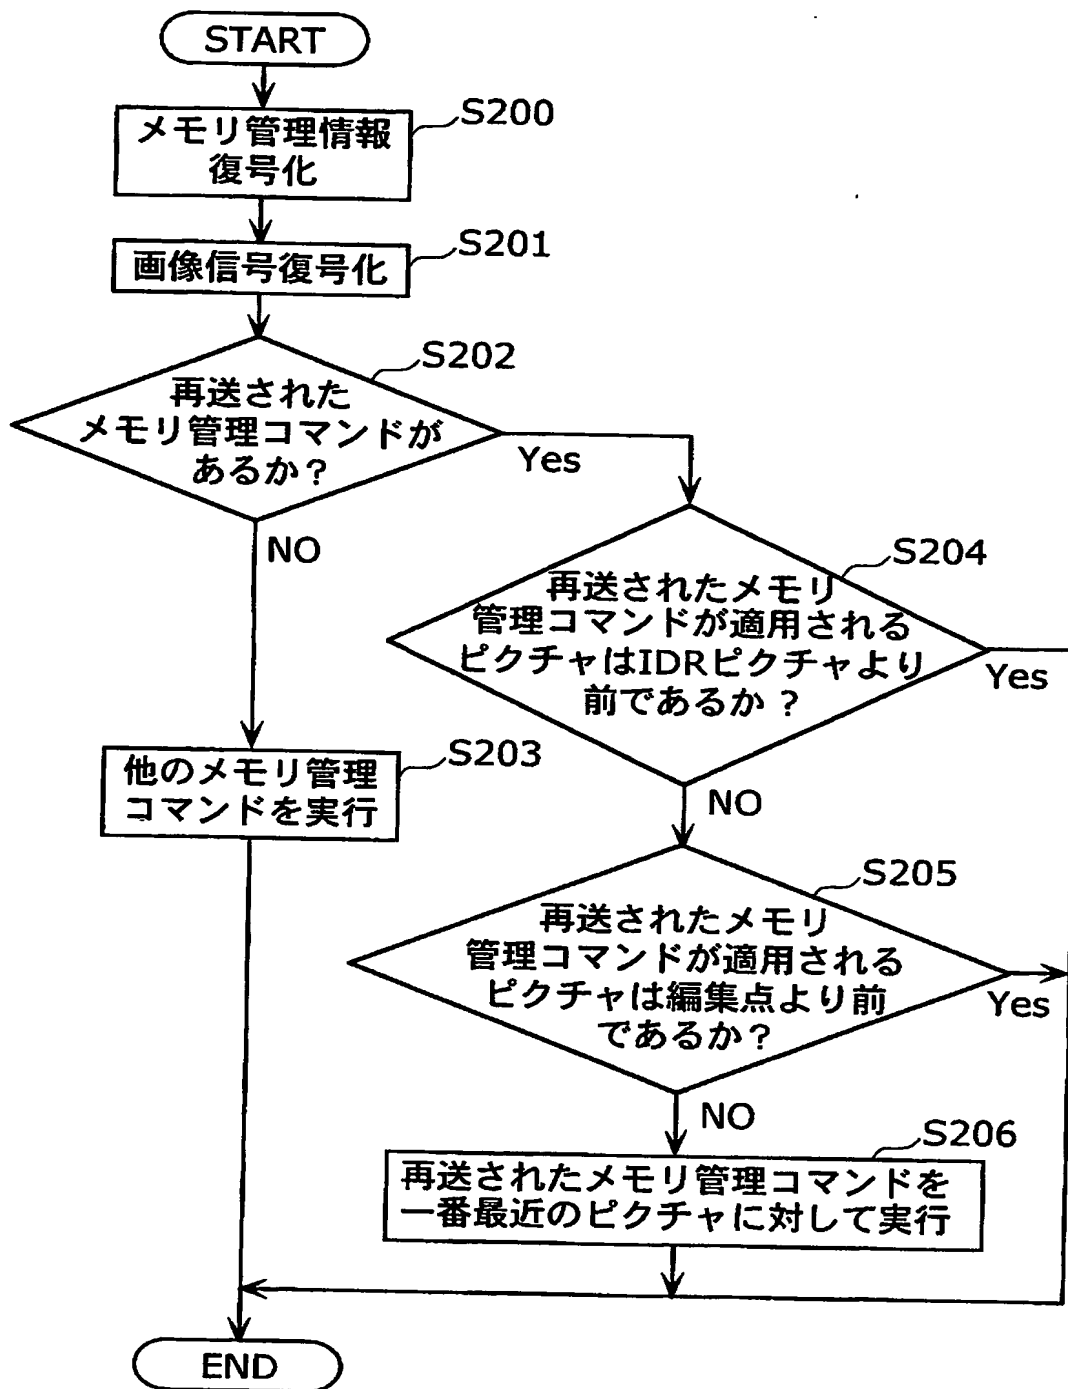 START
S200
メモリ管理情報
復号化
S201
画像信号復号化
S202
再送された
メモリ管理コマンドが
あるか？
Yes
NO
S204
再送されたメモリ
管理コマンドが適用される
ピクチャはIDRピクチャより
前であるか？
Yes
NO
S203
他のメモリ管理
コマンドを実行
S205
再送されたメモリ
管理コマンドが適用される
ピクチャは編集点より前
であるか？
Yes
NO
S206
再送されたメモリ管理コマンドを
一番最近のピクチャに対して実行
END